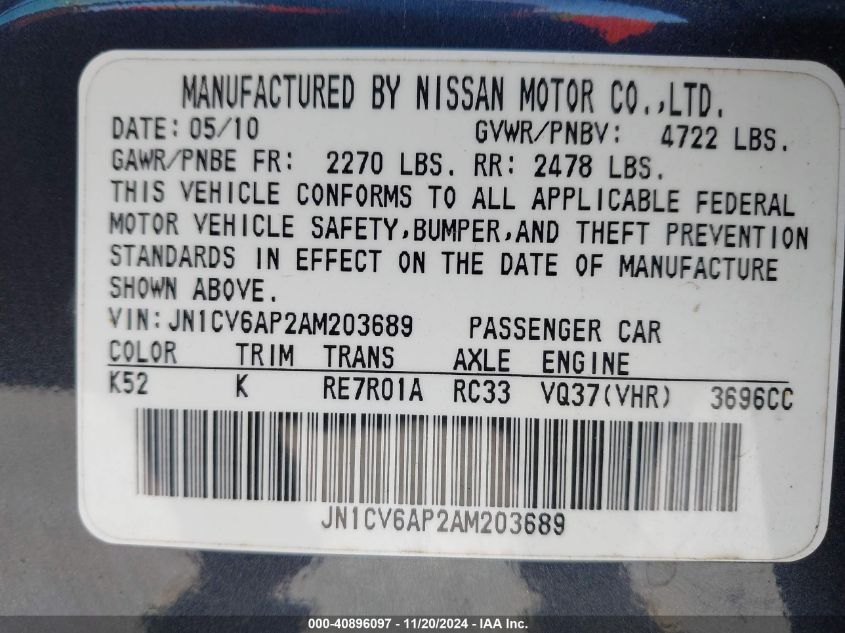 MANUFACTURED BY NISSAN MOTOR CO.,LTD.
DATE: 05/10 GVWR/PNBV: 4722 LBS.
GAWR/PNBE FR: 2270 LBS. RR: 2478 LBS.
THIS VEHICLE CONFORMS TO ALL APPLICABLE FEDERAL
MOTOR VEHICLE SAFETY,BUMPER,AND THEFT PREVENTION
STANDARDS IN EFFECT ON THE DATE OF MANUFACTURE
SHOWN ABOVE.
VIN: JN1CV6AP2AM203689 PASSENGER CAR
COLOR TRIM TRANS AXLE ENGINE
K52 K RE7R01A RC33 VQ37(VHR) 3696CC
JN1CV6AP2AM203689
000-40896097 - 11/20/2024 - IAA, Inc.